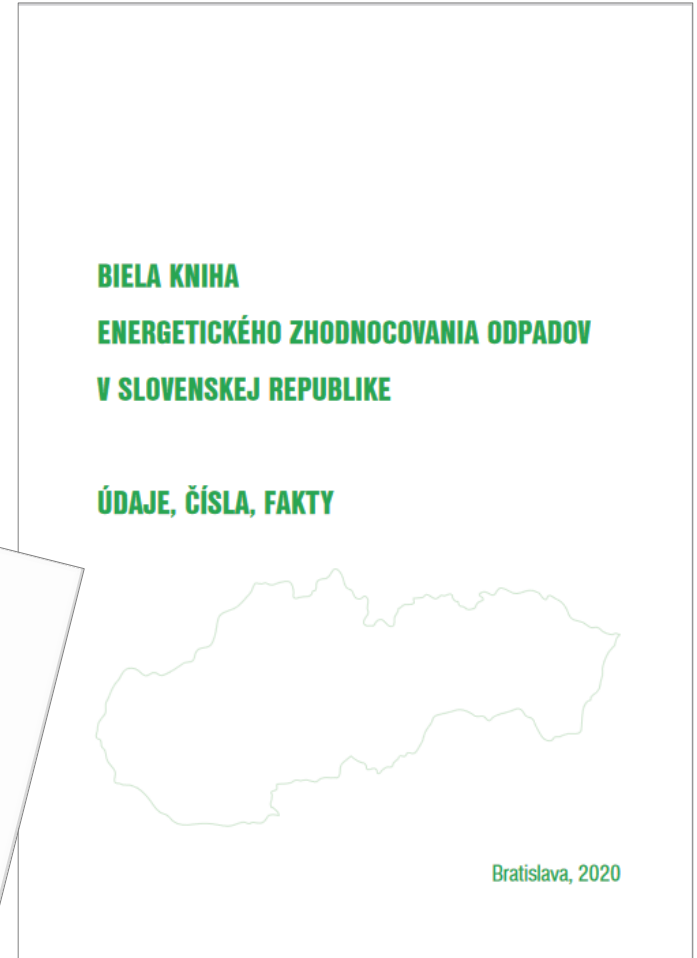 BIELA KNIHA
ENERGETICKÉHO ZHODNOCOVANIA ODPADOV
V SLOVENSKEJ REPUBLIKE
ÚDAJE, ČÍSLA, FAKTY
Bratislava, 2020